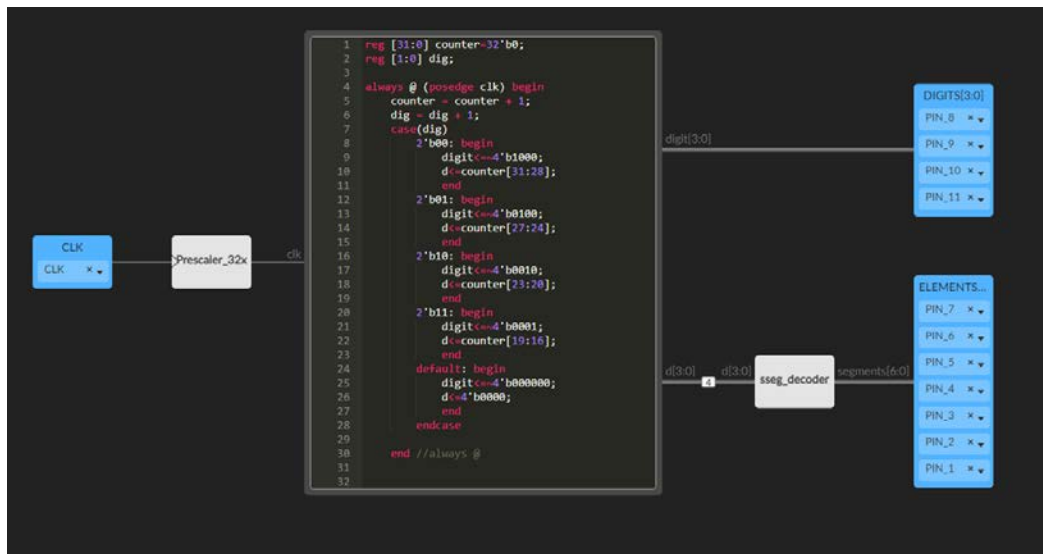 1 reg [31:0] counter=32'b0;
2 reg [1:0] dig;
3
4 always @ (posedge clk) begin
5 counter = counter + 1;
6 dig = dig + 1;
7 case(dig)
8 2'b00: begin
9 digit<=~4'b1000;
10 d<=counter[31:28];
11 end
12 2'b01: begin
13 digit<=~4'b0100;
14 d<=counter[27:24];
15 end
16 2'b10: begin
17 digit<=~4'b0010;
18 d<=counter[23:20];
19 end
20 2'b11: begin
21 digit<=~4'b0001;
22 d<=counter[19:16];
23 end
24 default: begin
25 digit<=4'b000000;
26 d<=4'b0000;
27 end
28 endcase
29
30 end //always @
31
32
CLK
CLK
Prescaler_32x
clk
digit[3:0]
DIGITS[3:0]
PIN_8
PIN_9
PIN_10
PIN_11
d[3:0]
4
d[3:0]
sseg_decoder
segments[6:0]
ELEMENTS...
PIN_7
PIN_6
PIN_5
PIN_4
PIN_3
PIN_2
PIN_1